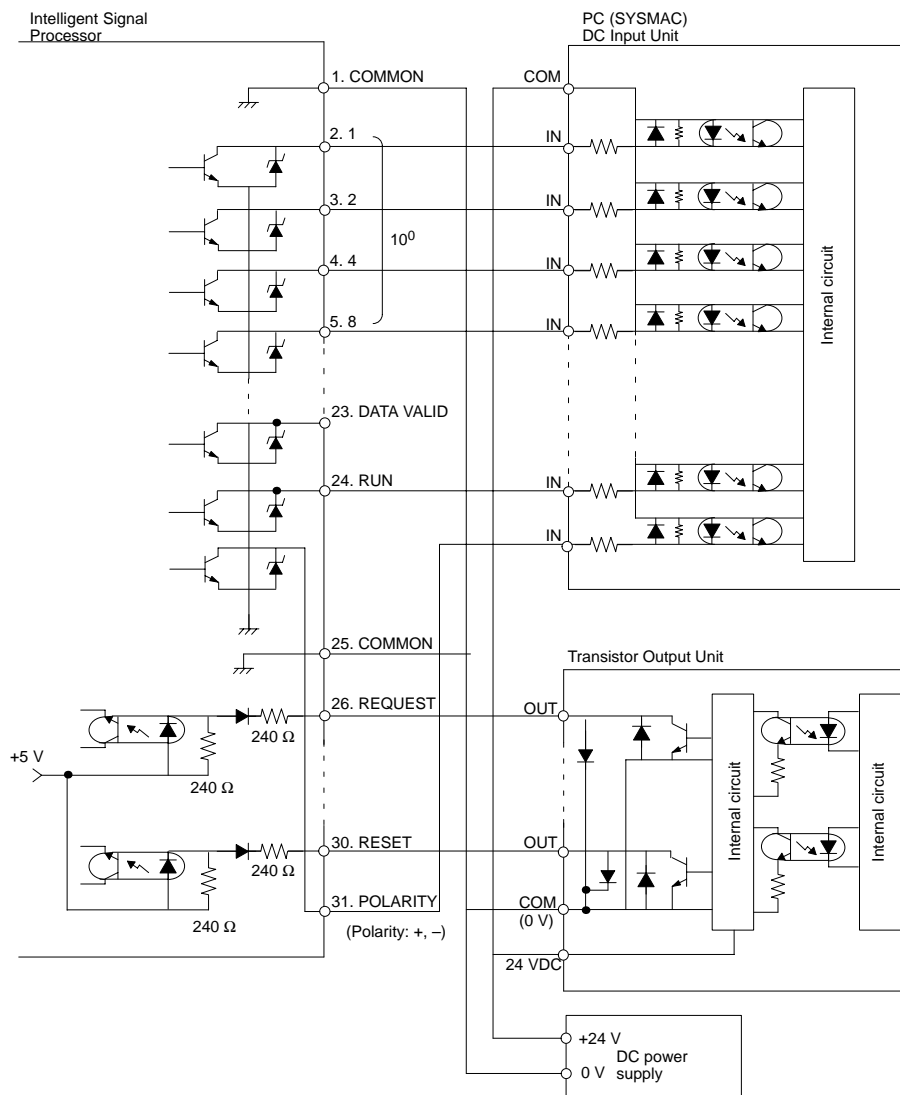 Intelligent Signal
Processor
PC (SYSMAC)
DC Input Unit
1. COMMON
COM
2. 1
IN
3. 2
IN
10⁰
4. 4
IN
5. 8
IN
Internal circuit
23. DATA VALID
24. RUN
IN
IN
25. COMMON
Transistor Output Unit
26. REQUEST
OUT
240 Ω
+5 V
240 Ω
Internal circuit
Internal circuit
30. RESET
OUT
240 Ω
31. POLARITY
COM
(0 V)
240 Ω
(Polarity: +, –)
24 VDC
+24 V
DC power
supply
0 V